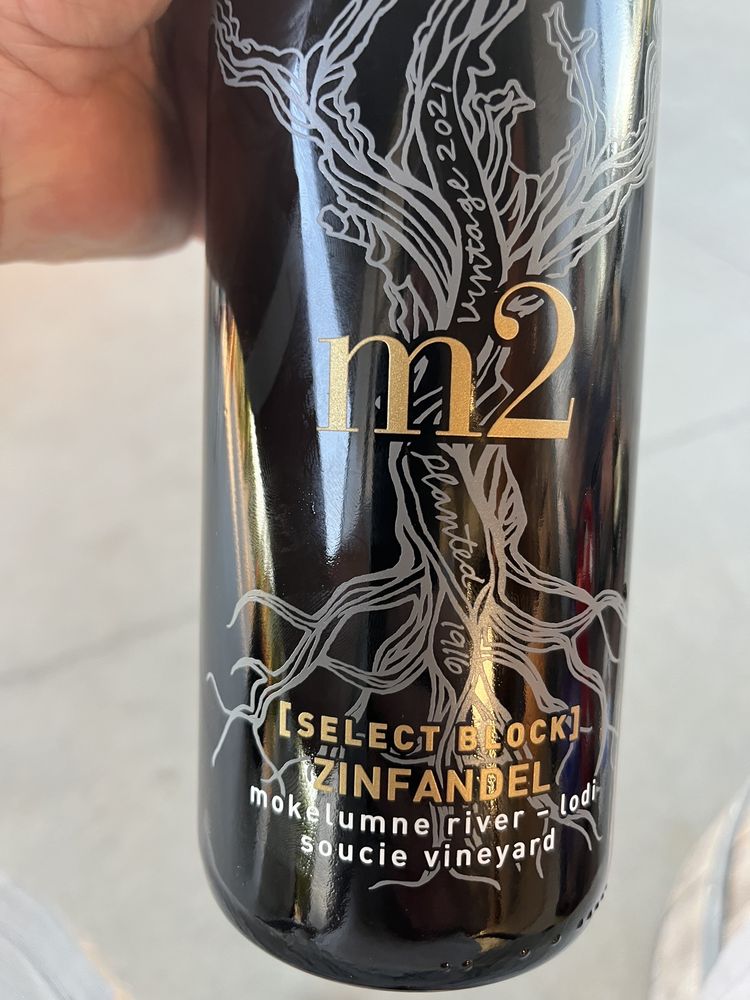 vintage 2021
m2
planted 1916
[SELECT BLOCK]
ZINFANDEL
mokelumne river – lodi
soucie vineyard